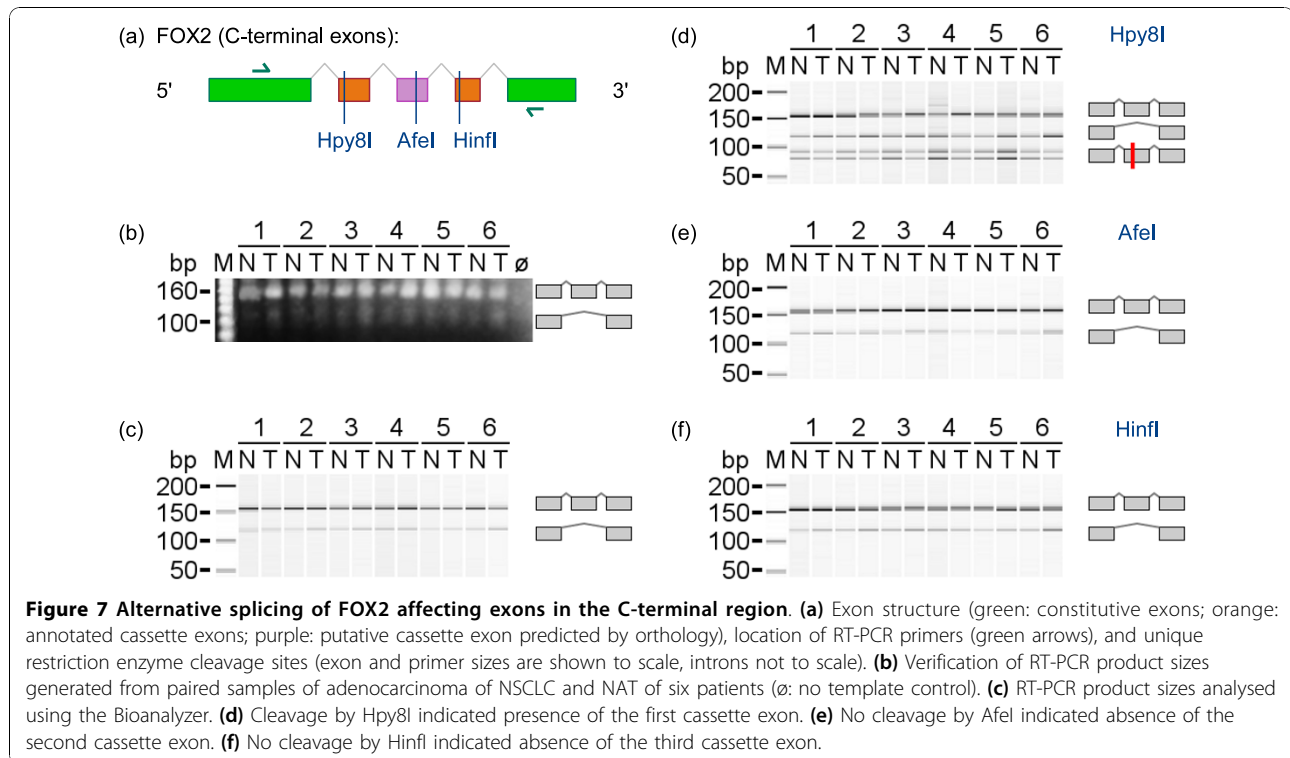 (a) FOX2 (C-terminal exons):
5'
3'
Hpy8I AfeI HinfI
(b)
1 2 3 4 5 6
bp M N T N T N T N T N T N T ø
160
100
(c)
1 2 3 4 5 6
bp M N T N T N T N T N T N T
200
150
100
50
(d)
Hpy8I
1 2 3 4 5 6
bp M N T N T N T N T N T N T
200
150
100
50
(e)
AfeI
1 2 3 4 5 6
bp M N T N T N T N T N T N T
200
150
100
50
(f)
HinfI
1 2 3 4 5 6
bp M N T N T N T N T N T N T
200
150
100
50
Figure 7 Alternative splicing of FOX2 affecting exons in the C-terminal region. (a) Exon structure (green: constitutive exons; orange:
annotated cassette exons; purple: putative cassette exon predicted by orthology), location of RT-PCR primers (green arrows), and unique
restriction enzyme cleavage sites (exon and primer sizes are shown to scale, introns not to scale). (b) Verification of RT-PCR product sizes
generated from paired samples of adenocarcinoma of NSCLC and NAT of six patients (ø: no template control). (c) RT-PCR product sizes analysed
using the Bioanalyzer. (d) Cleavage by Hpy8I indicated presence of the first cassette exon. (e) No cleavage by AfeI indicated absence of the
second cassette exon. (f) No cleavage by HinfI indicated absence of the third cassette exon.